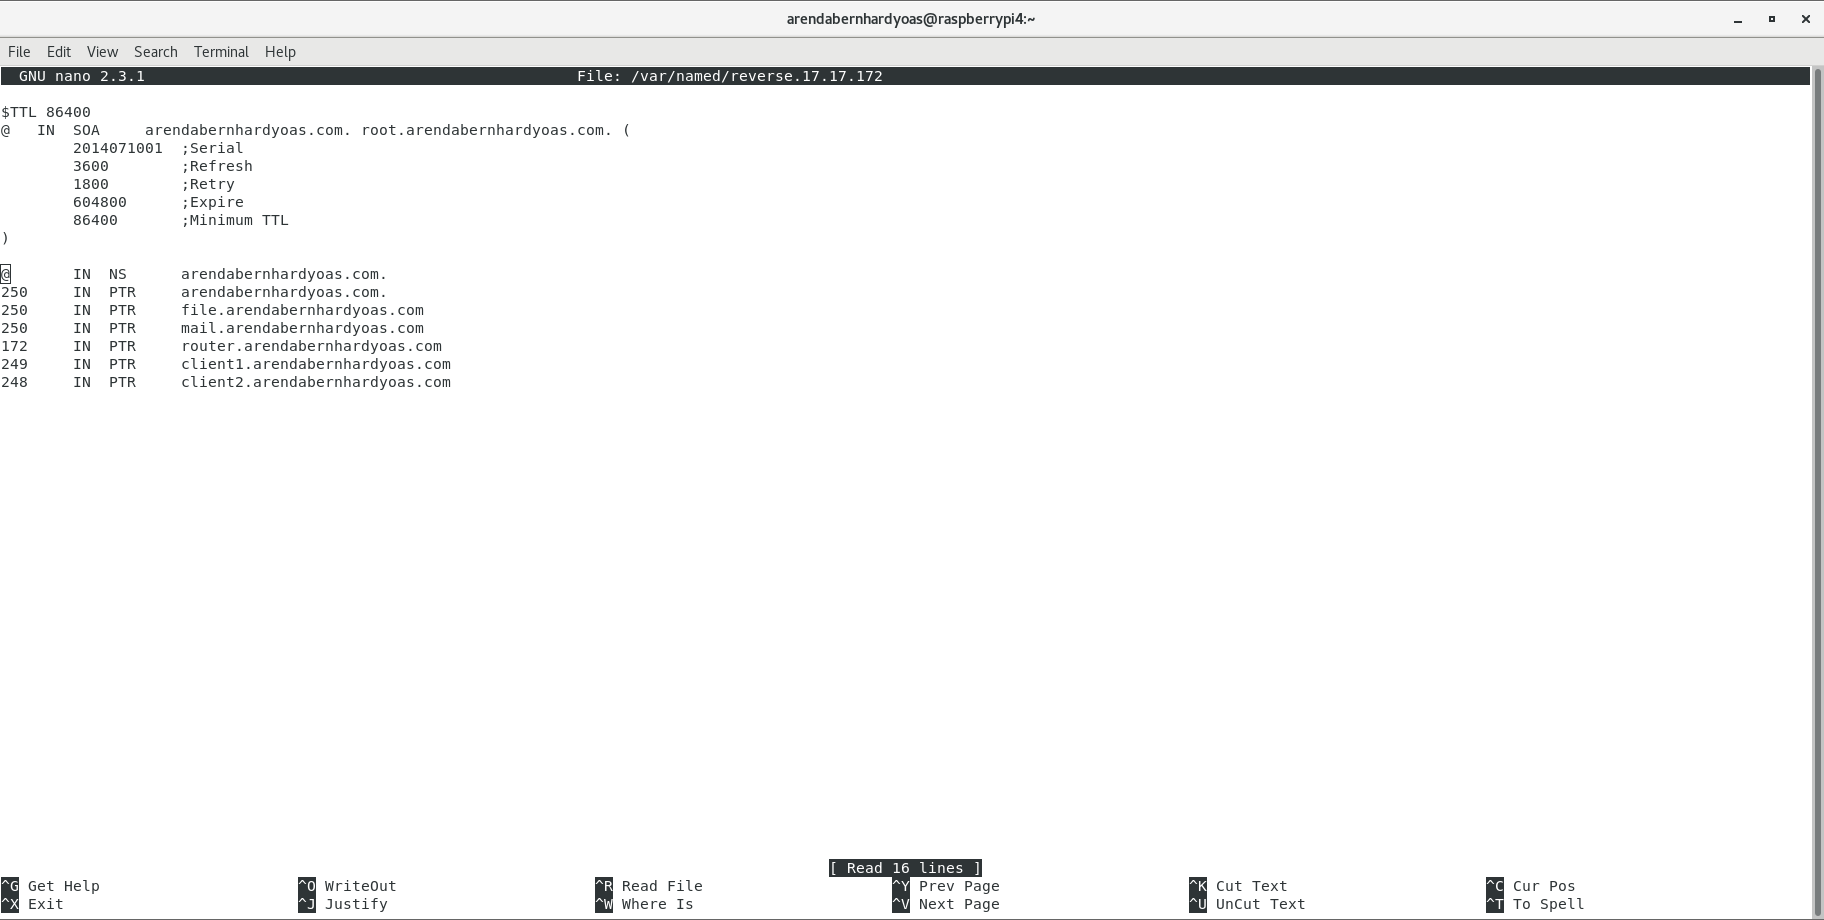 arendabernhardyoas@raspberrypi4:~
File Edit View Search Terminal Help
GNU nano 2.3.1 File: /var/named/reverse.17.17.172
$TTL 86400
@ IN SOA arendabernhardyoas.com. root.arendabernhardyoas.com. (
2014071001 ;Serial
3600 ;Refresh
1800 ;Retry
604800 ;Expire
86400 ;Minimum TTL
)
@ IN NS arendabernhardyoas.com.
250 IN PTR arendabernhardyoas.com.
250 IN PTR file.arendabernhardyoas.com
250 IN PTR mail.arendabernhardyoas.com
172 IN PTR router.arendabernhardyoas.com
249 IN PTR client1.arendabernhardyoas.com
248 IN PTR client2.arendabernhardyoas.com
[ Read 16 lines ]
^G Get Help ^O WriteOut ^R Read File ^Y Prev Page ^K Cut Text ^C Cur Pos
^X Exit ^J Justify ^W Where Is ^V Next Page ^U UnCut Text ^T To Spell